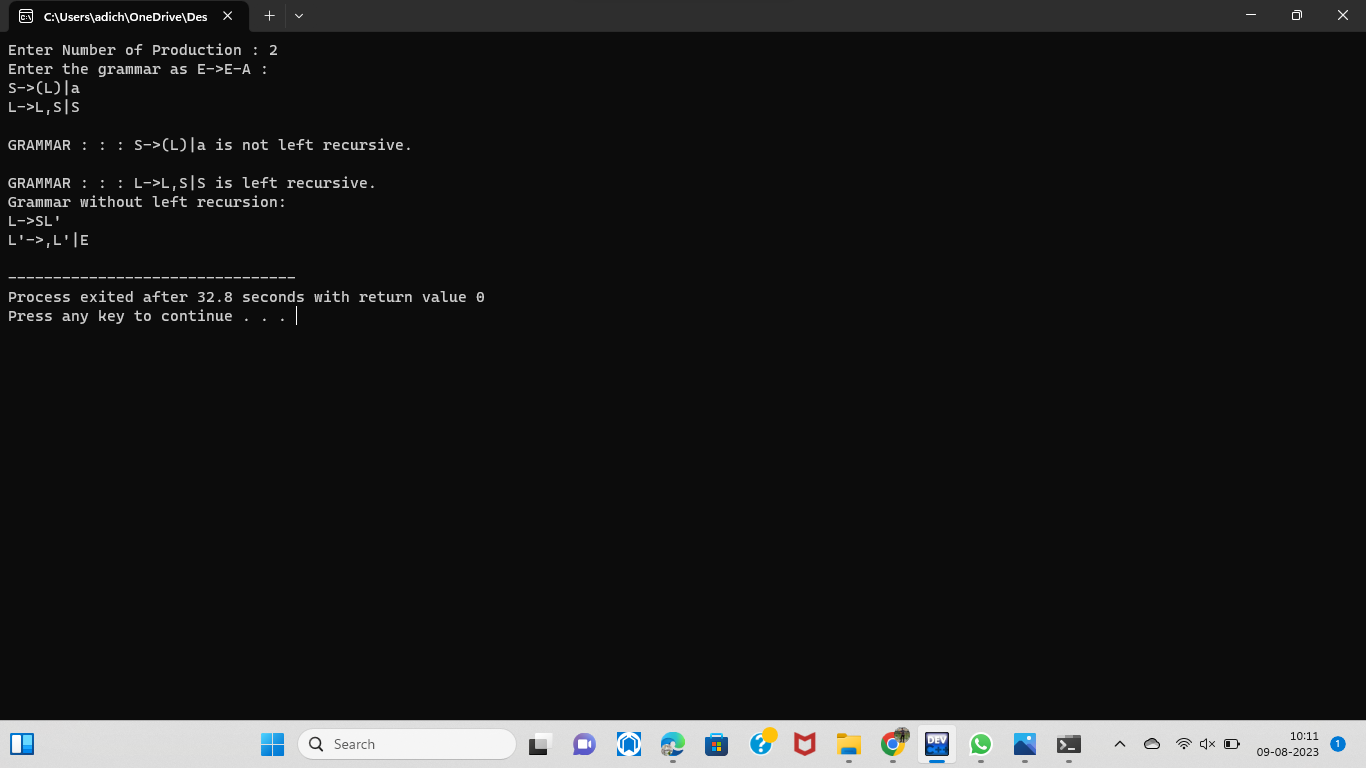 C:\Users\adich\OneDrive\Des
Enter Number of Production : 2
Enter the grammar as E->E-A :
S->(L)|a
L->L,S|S
GRAMMAR : : : S->(L)|a is not left recursive.
GRAMMAR : : : L->L,S|S is left recursive.
Grammar without left recursion:
L->SL'
L'->,L'|E
--------------------------------
Process exited after 32.8 seconds with return value 0
Press any key to continue . . .
Search
DEV
10:11
09-08-2023
1